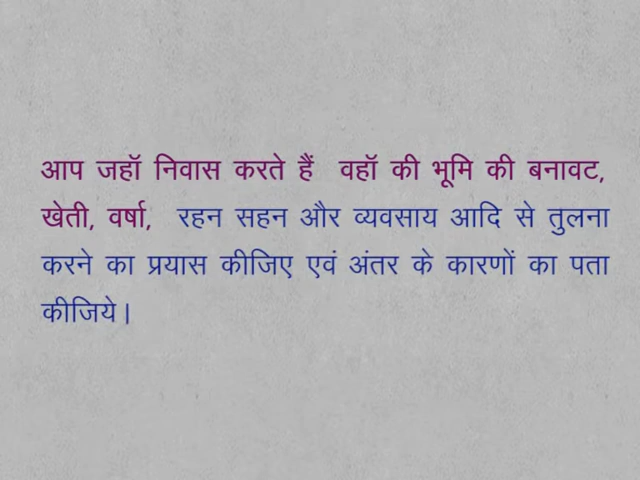 आप जहॉ निवास करते हैं वहॉ की भूमि की बनावट,
खेती, वर्षा, रहन सहन और व्यवसाय आदि से तुलना
करने का प्रयास कीजिए एवं अंतर के कारणों का पता
कीजिये।